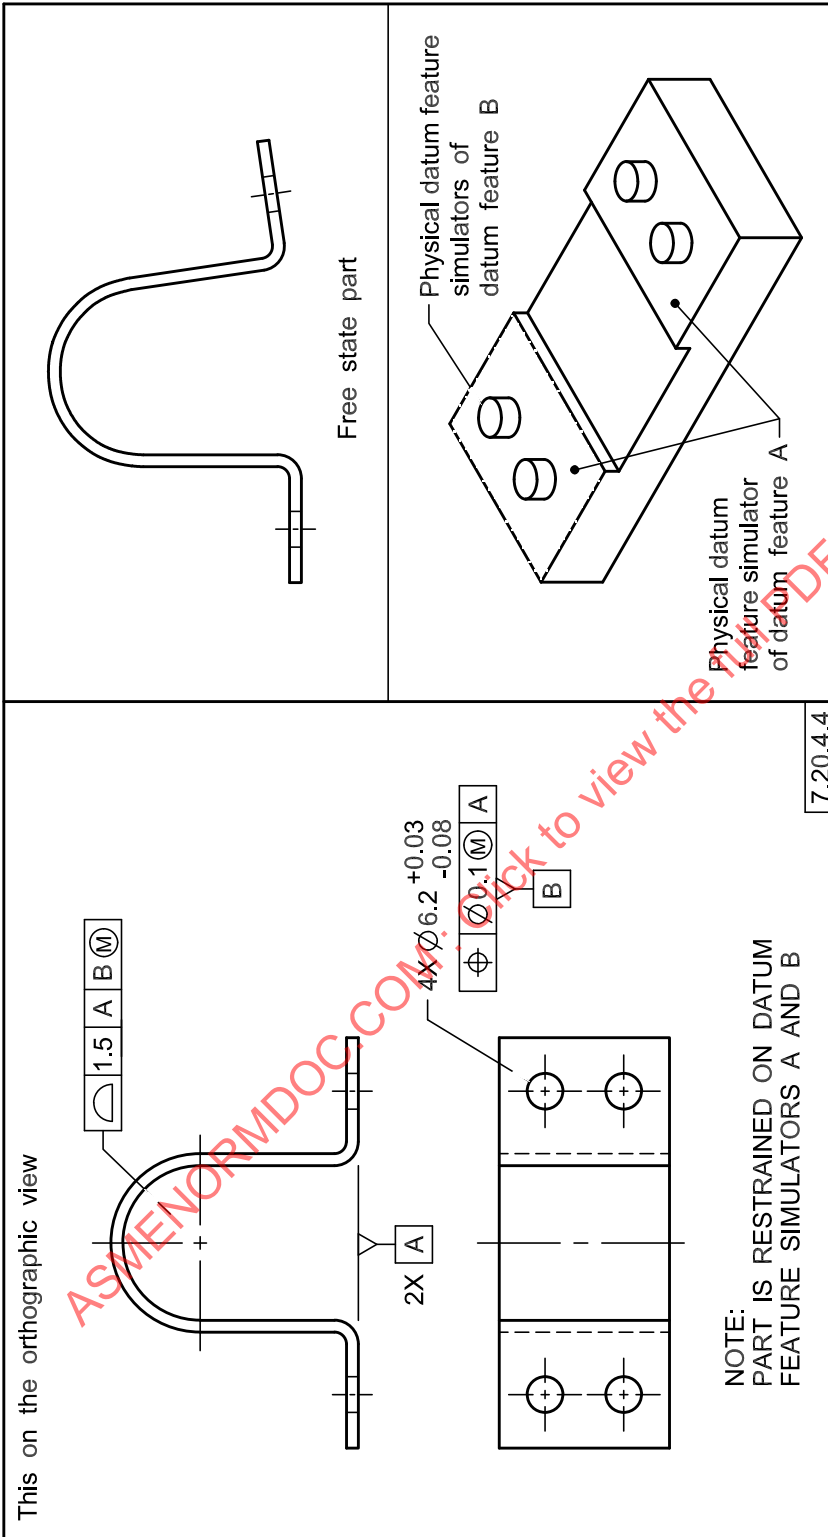 This on the orthographic view
⌓ 1.5 A B Ⓜ
2X A
4X ∅6.2 +0.03
-0.08
⌖ ∅0.1Ⓜ A
B
NOTE:
PART IS RESTRAINED ON DATUM
FEATURE SIMULATORS A AND B
7.20.4.4
Free state part
Physical datum feature
simulators of
datum feature B
Physical datum
feature simulator
of datum feature A
ASMENORMDOC.COM : Click to view the full PDF